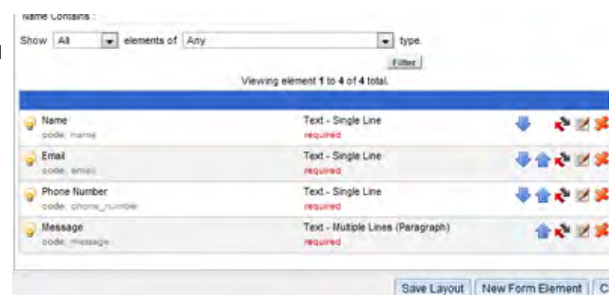 Name Contains :
Show All elements of Any type.
Filter
Viewing element 1 to 4 of 4 total.
Name Text - Single Line
code: name required
Email Text - Single Line
code: email required
Phone Number Text - Single Line
code: phone_number required
Message Text - Multiple Lines (Paragraph)
code: message required
Save Layout New Form Element C